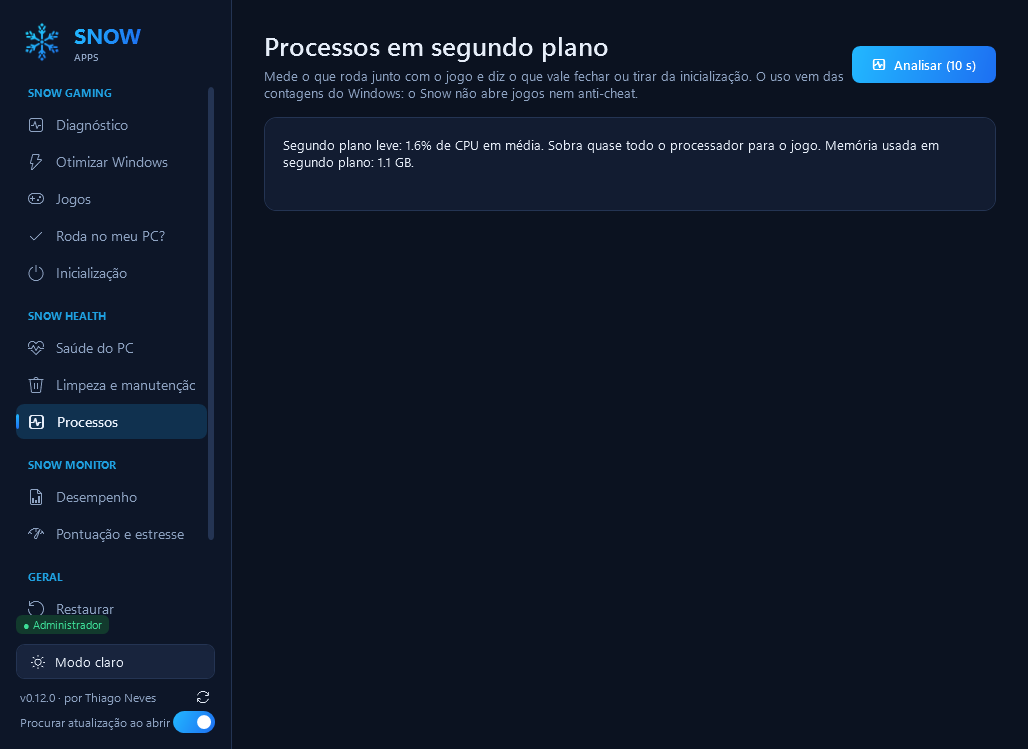 SNOW
APPS
SNOW GAMING
Diagnóstico
Otimizar Windows
Jogos
Roda no meu PC?
Inicialização
SNOW HEALTH
Saúde do PC
Limpeza e manutençã
Processos
SNOW MONITOR
Desempenho
Pontuação e estresse
GERAL
Restaurar
Administrador
Modo claro
v0.12.0 · por Thiago Neves
Procurar atualização ao abrir
Processos em segundo plano
Mede o que roda junto com o jogo e diz o que vale fechar ou tirar da inicialização. O uso vem das
contagens do Windows: o Snow não abre jogos nem anti-cheat.
Analisar (10 s)
Segundo plano leve: 1.6% de CPU em média. Sobra quase todo o processador para o jogo. Memória usada em
segundo plano: 1.1 GB.